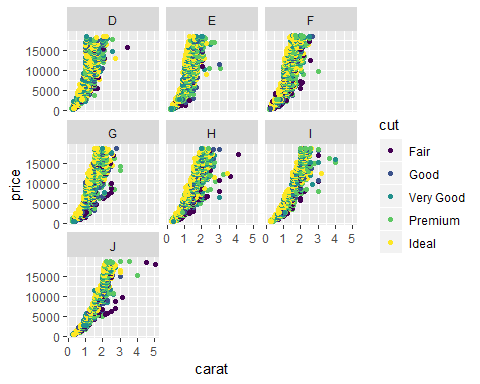 D E F
15000
10000
5000
0
G H I
15000
10000
5000
0
J
15000
10000
5000
0
0 1 2 3 4 5
0 1 2 3 4 5
0 1 2 3 4 5
price
carat
cut
Fair
Good
Very Good
Premium
Ideal